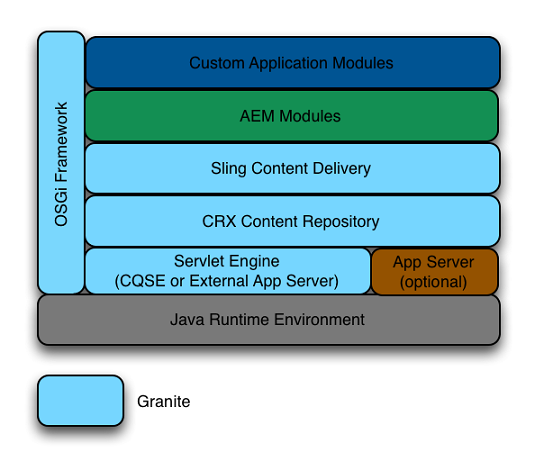 OSGi Framework
Custom Application Modules
AEM Modules
Sling Content Delivery
CRX Content Repository
Servlet Engine
(CQSE or External App Server)
App Server
(optional)
Java Runtime Environment
Granite